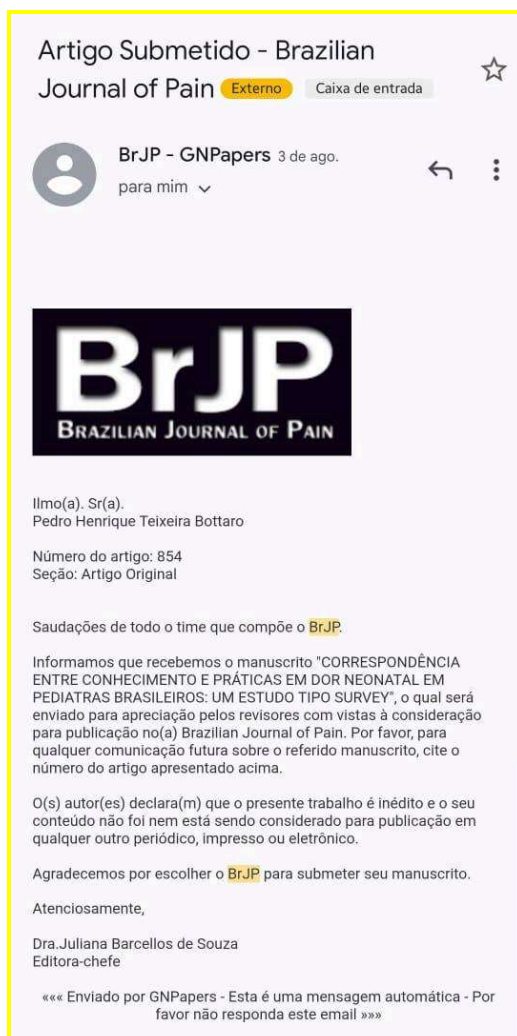 Artigo Submetido - Brazilian
Journal of Pain Externo Caixa de entrada
BrJP - GNPapers 3 de ago.
para mim
BrJP
BRAZILIAN JOURNAL OF PAIN
Ilmo(a). Sr(a).
Pedro Henrique Teixeira Bottaro
Número do artigo: 854
Seção: Artigo Original
Saudações de todo o time que compõe o BrJP.
Informamos que recebemos o manuscrito "CORRESPONDÊNCIA
ENTRE CONHECIMENTO E PRÁTICAS EM DOR NEONATAL EM
PEDIATRAS BRASILEIROS: UM ESTUDO TIPO SURVEY", o qual será
enviado para apreciação pelos revisores com vistas à consideração
para publicação no(a) Brazilian Journal of Pain. Por favor, para
qualquer comunicação futura sobre o referido manuscrito, cite o
número do artigo apresentado acima.
O(s) autor(es) declara(m) que o presente trabalho é inédito e o seu
conteúdo não foi nem está sendo considerado para publicação em
qualquer outro periódico, impresso ou eletrônico.
Agradecemos por escolher o BrJP para submeter seu manuscrito.
Atenciosamente,
Dra.Juliana Barcellos de Souza
Editora-chefe
««« Enviado por GNPapers - Esta é uma mensagem automática - Por
favor não responda este email »»»